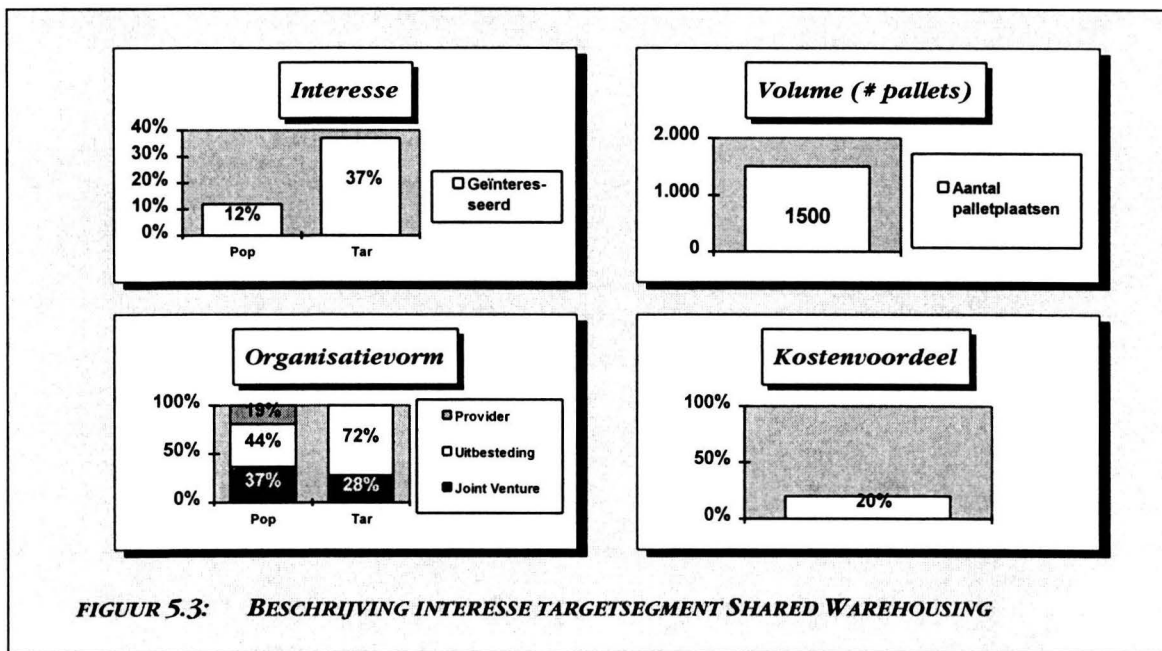 Interesse
40%
30%
20%
10%
0%
12%
37%
Pop
Tar
Geïnteres-
seerd
Volume (# pallets)
2.000
1.000
0
1500
Aantal
palletplaatsen
Organisatievorm
100%
50%
0%
19%
44%
37%
72%
28%
Pop
Tar
Provider
Uitbesteding
Joint Venture
Kostenvoordeel
100%
50%
0%
20%
FIGUUR 5.3: BESCHRIJVING INTERESSE TARGETSEGMENT SHARED WAREHOUSING